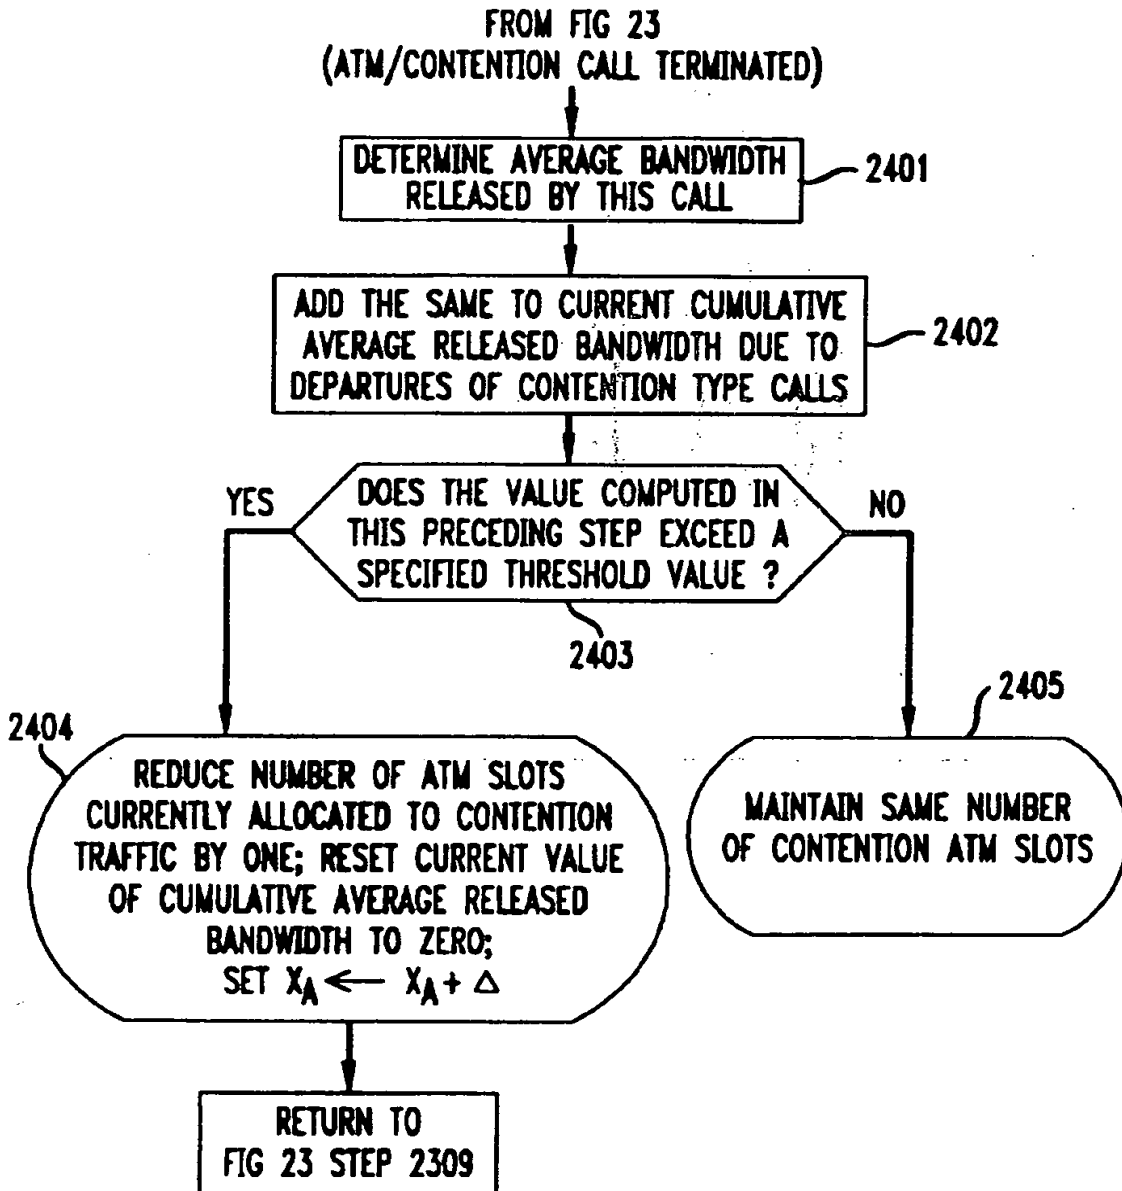 FROM FIG 23
(ATM/CONTENTION CALL TERMINATED)
DETERMINE AVERAGE BANDWIDTH
RELEASED BY THIS CALL
2401
ADD THE SAME TO CURRENT CUMULATIVE
AVERAGE RELEASED BANDWIDTH DUE TO
DEPARTURES OF CONTENTION TYPE CALLS
2402
YES
DOES THE VALUE COMPUTED IN
THIS PRECEDING STEP EXCEED A
SPECIFIED THRESHOLD VALUE ?
NO
2403
2404
REDUCE NUMBER OF ATM SLOTS
CURRENTLY ALLOCATED TO CONTENTION
TRAFFIC BY ONE; RESET CURRENT VALUE
OF CUMULATIVE AVERAGE RELEASED
BANDWIDTH TO ZERO;
SET X_A ← X_A + Δ
2405
MAINTAIN SAME NUMBER
OF CONTENTION ATM SLOTS
RETURN TO
FIG 23 STEP 2309